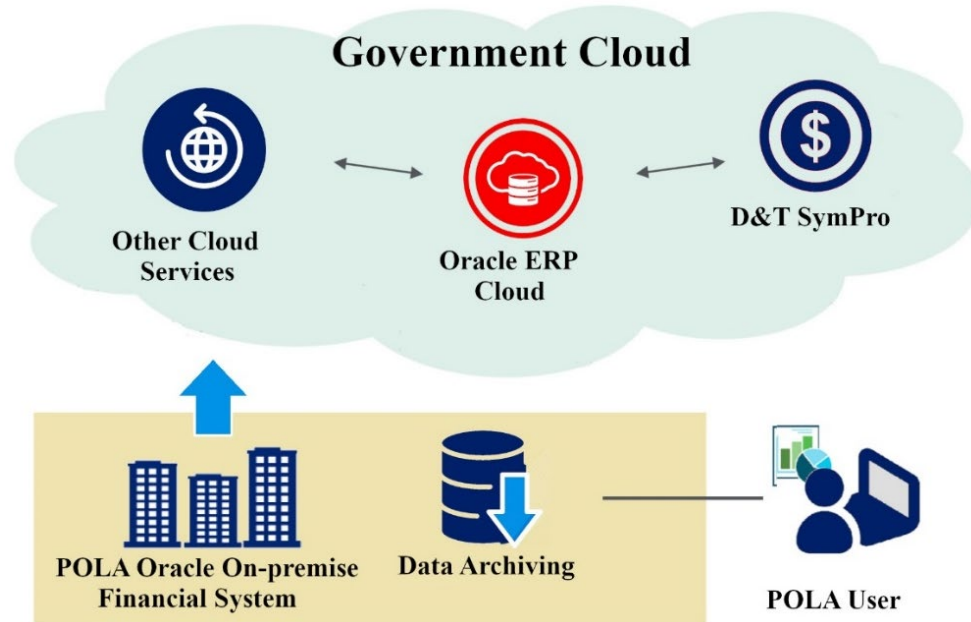 Government Cloud
Other Cloud
Services
Oracle ERP
Cloud
$
D&T SymPro
POLA Oracle On-premise
Financial System
Data Archiving
POLA User